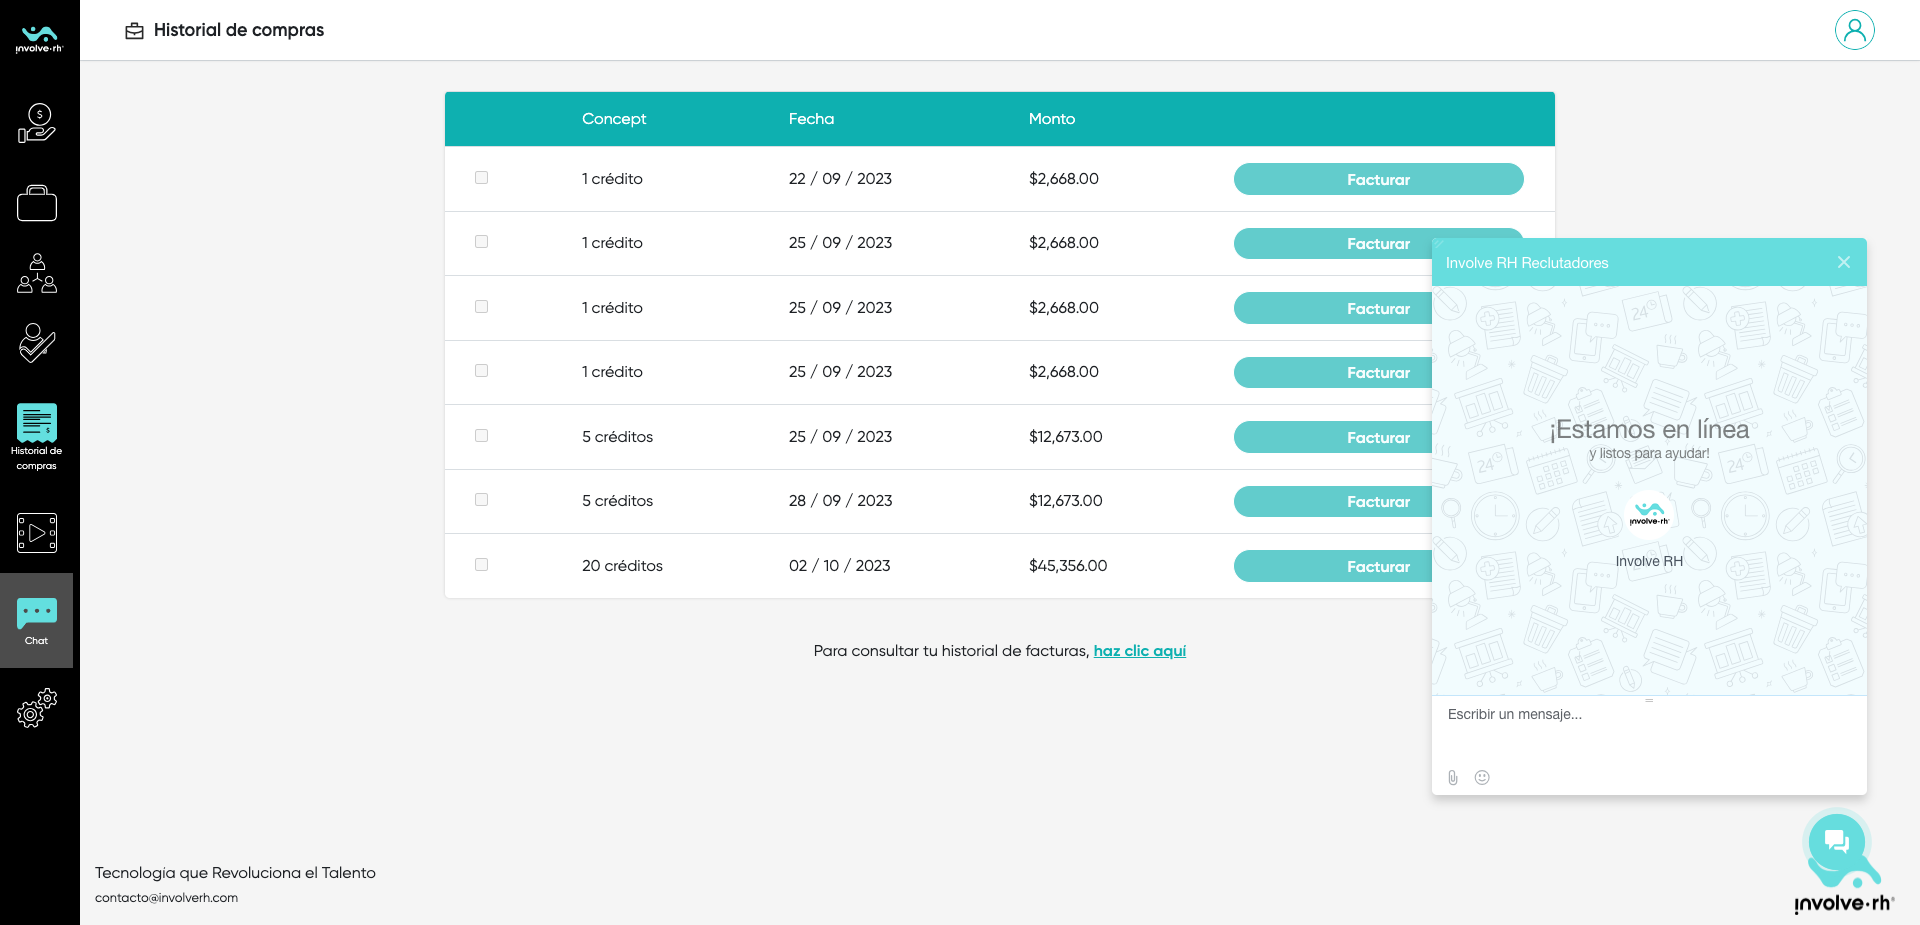 involve·rh®
Historial de compras
Concept Fecha Monto
1 crédito 22 / 09 / 2023 $2,668.00 Facturar
1 crédito 25 / 09 / 2023 $2,668.00 Facturar
1 crédito 25 / 09 / 2023 $2,668.00 Facturar
1 crédito 25 / 09 / 2023 $2,668.00 Facturar
5 créditos 25 / 09 / 2023 $12,673.00 Facturar
5 créditos 28 / 09 / 2023 $12,673.00 Facturar
20 créditos 02 / 10 / 2023 $45,356.00 Facturar
Para consultar tu historial de facturas, haz clic aquí
Historial de
compras
Chat
Involve RH Reclutadores
¡Estamos en línea
y listos para ayudar!
involve·rh®
Involve RH
Escribir un mensaje...
Tecnología que Revoluciona el Talento
contacto@involverh.com
involve·rh®